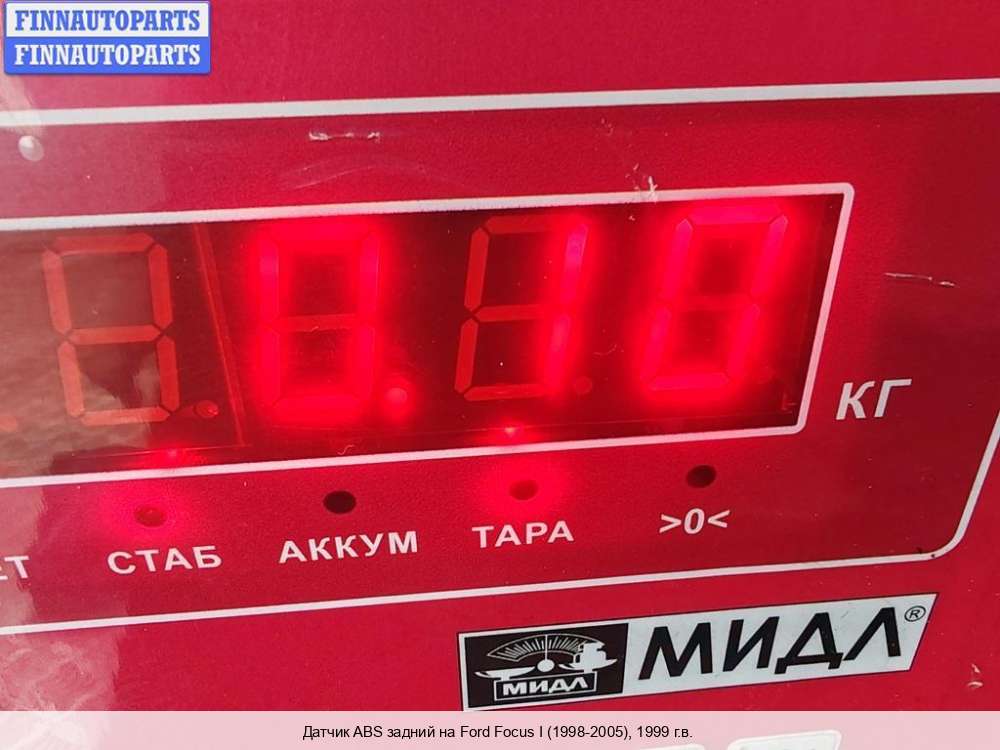 FINNAUTOPARTS
FINNAUTOPARTS
0.10
КГ
СТАБ АККУМ ТАРА >0<
МИДЛ МИДЛ®
Датчик ABS задний на Ford Focus I (1998-2005), 1999 г.в.